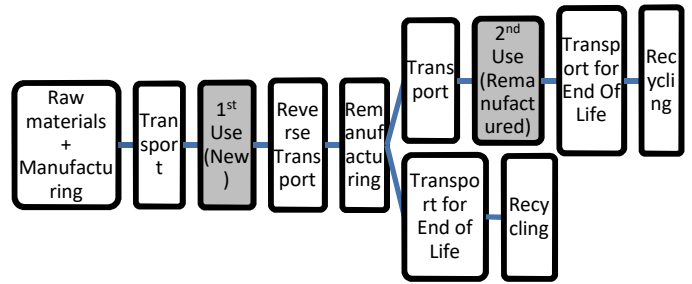 Raw
materials
+
Manufactu
ring
Tran
spor
t
1st
Use
(New
)
Reve
rse
Trans
port
Rem
anuf
actu
ring
Trans
port
2nd
Use
(Rema
nufact
ured)
Transp
ort for
End Of
Life
Rec
ycli
ng
Transpo
rt for
End of
Life
Recy
cling